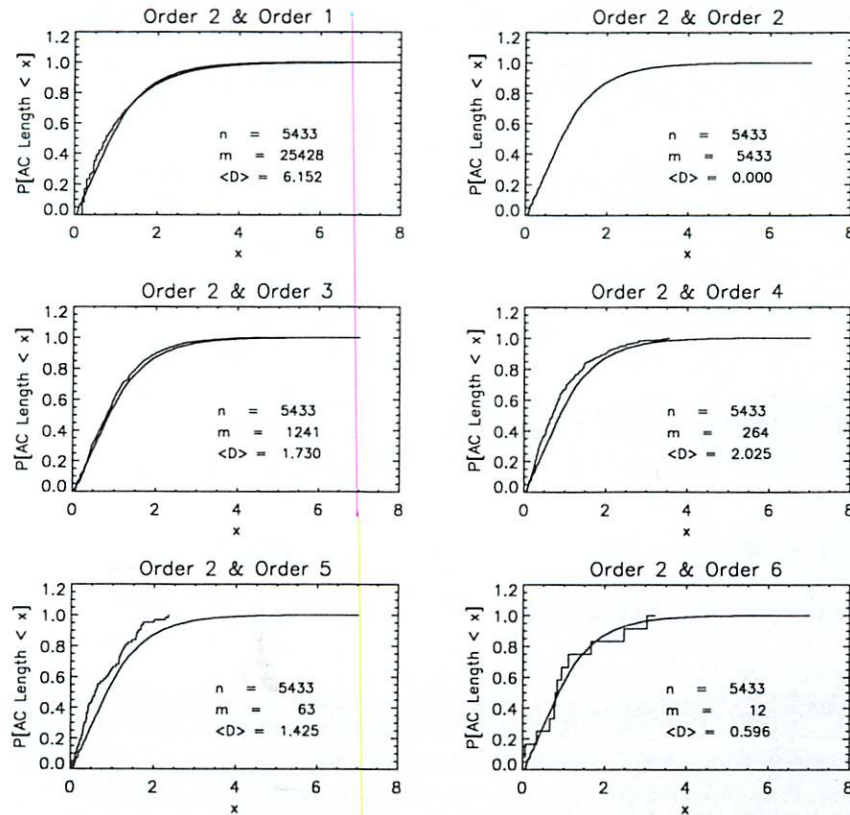 Order 2 & Order 1
P[AC Length < x]
1.2
1.0
0.8
0.6
0.4
0.2
0.0
n = 5433
m = 25428
<D> = 6.152
0 2 4 6 8
x
Order 2 & Order 2
P[AC Length < x]
1.2
1.0
0.8
0.6
0.4
0.2
0.0
n = 5433
m = 5433
<D> = 0.000
0 2 4 6 8
x
Order 2 & Order 3
P[AC Length < x]
1.2
1.0
0.8
0.6
0.4
0.2
0.0
n = 5433
m = 1241
<D> = 1.730
0 2 4 6 8
x
Order 2 & Order 4
P[AC Length < x]
1.2
1.0
0.8
0.6
0.4
0.2
0.0
n = 5433
m = 264
<D> = 2.025
0 2 4 6 8
x
Order 2 & Order 5
P[AC Length < x]
1.2
1.0
0.8
0.6
0.4
0.2
0.0
n = 5433
m = 63
<D> = 1.425
0 2 4 6 8
x
Order 2 & Order 6
P[AC Length < x]
1.2
1.0
0.8
0.6
0.4
0.2
0.0
n = 5433
m = 12
<D> = 0.596
0 2 4 6 8
x